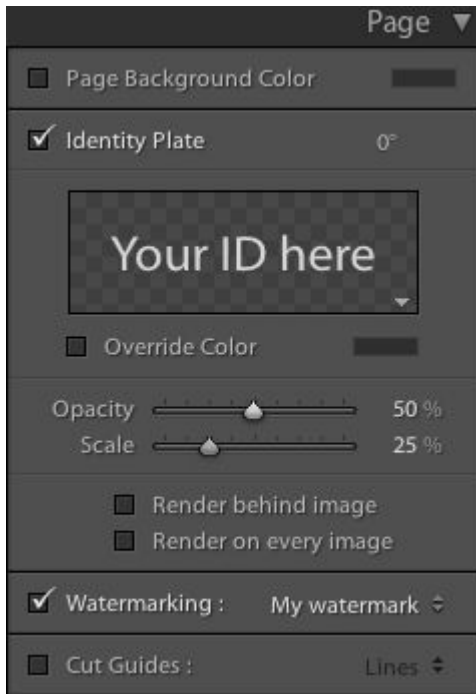 Page
Page Background Color
Identity Plate 0°
Your ID here
Override Color
Opacity 50 %
Scale 25 %
Render behind image
Render on every image
Watermarking : My watermark
Cut Guides : Lines